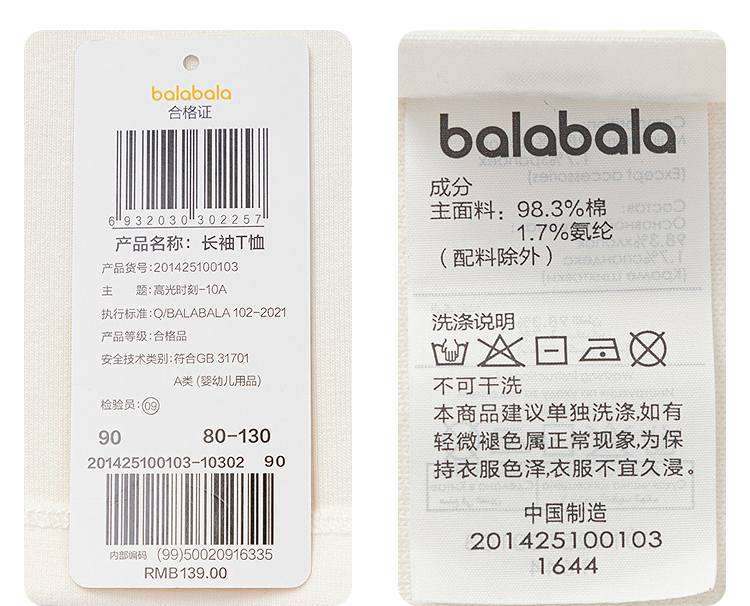 balabala
合格证
6 932030 302257
产品名称：长袖T恤
产品货号：201425100103
主 题：高光时刻-10A
执行标准：Q/BALABALA 102-2021
产品等级：合格品
安全技术类别：符合GB 31701
A类（婴幼儿用品）
检验员：09
90 80-130
201425100103-10302 90
内部编码 (99)50020916335
RMB139.00
balabala
成分
主面料：98.3%棉
1.7%氨纶
（配料除外）
洗涤说明
不可干洗
本商品建议单独洗涤,如有
轻微褪色属正常现象,为保
持衣服色泽,衣服不宜久浸。
中国制造
201425100103
1644